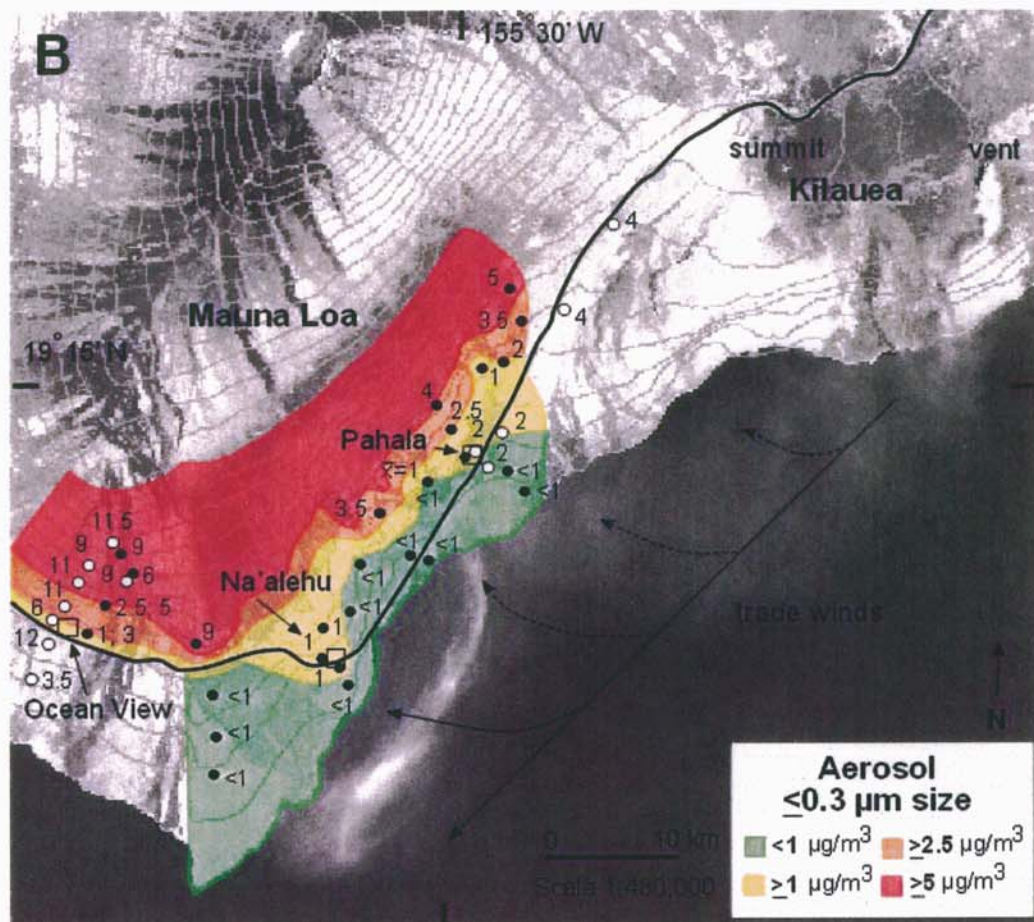 B
155°30' W
summit
vent
Kilauea
4
Mauna Loa
5
3.5
4
19°15' N
2
1
4
2.5
2
2
Pahala
2
x̄=1
<1
<1
<1
3.5
11.5
9
9
11
9
6
11
Na'alehu
<1
<1
<1
<1
6
2.5
5
trade winds
1, 3
9
1
12
1
3.5
Ocean View
<1
<1
N
<1
<1
Aerosol
≤0.3 µm size
<1 µg/m³
≥2.5 µg/m³
≥1 µg/m³
≥5 µg/m³
0
10 km
Scale 1:480,000